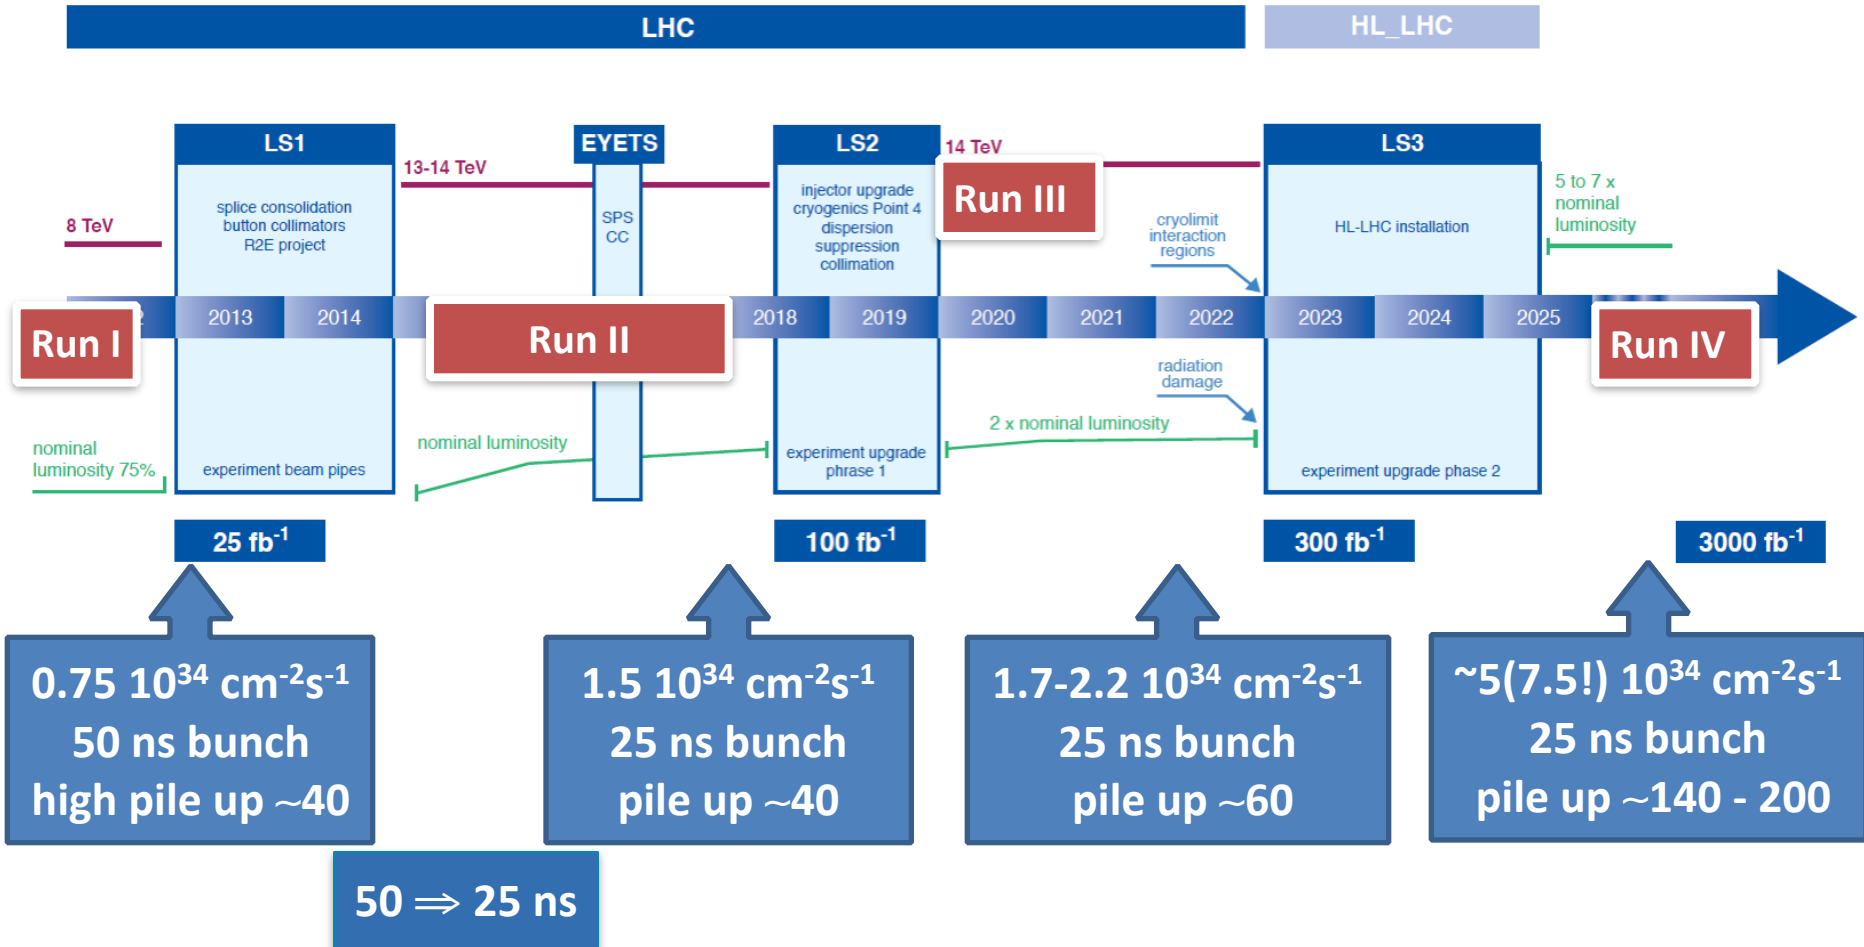 LHC
HL_LHC
LS1
EYETS
LS2
LS3
8 TeV
13-14 TeV
14 TeV
splice consolidation
button collimators
R2E project
SPS
CC
injector upgrade
cryogenics Point 4
dispersion
suppression
collimation
Run III
cryolimit
interaction
regions
HL-LHC installation
5 to 7 x
nominal
luminosity
2013
2014
2018
2019
2020
2021
2022
2023
2024
2025
Run I
Run II
Run IV
radiation
damage
nominal
luminosity 75%
experiment beam pipes
nominal luminosity
experiment upgrade
phrase 1
2 x nominal luminosity
experiment upgrade phase 2
25 fb⁻¹
100 fb⁻¹
300 fb⁻¹
3000 fb⁻¹
0.75 10³⁴ cm⁻²s⁻¹
50 ns bunch
high pile up ~40
1.5 10³⁴ cm⁻²s⁻¹
25 ns bunch
pile up ~40
1.7-2.2 10³⁴ cm⁻²s⁻¹
25 ns bunch
pile up ~60
~5(7.5!) 10³⁴ cm⁻²s⁻¹
25 ns bunch
pile up ~140 - 200
50 ⇒ 25 ns